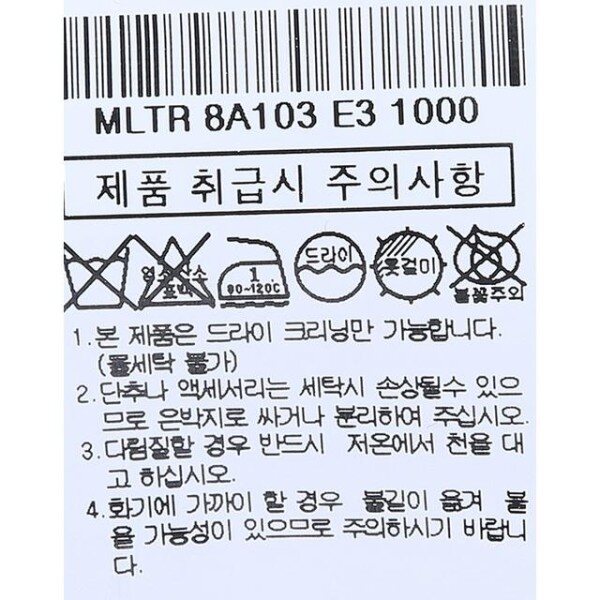 MLTR 8A103 E3 1000
제품 취급시 주의사항
염소산소
표백
1
80~120℃
드라이
옷걸이
불꽃주의
1.본 제품은 드라이 크리닝만 가능합니다.
(물세탁 불가)
2.단추나 액세서리는 세탁시 손상될수 있으
므로 은박지로 싸거나 분리하여 주십시오.
3.다림질할 경우 반드시 저온에서 천을 대
고 하십시오.
4.화기에 가까이 할 경우 불길이 옮겨 붙
을 가능성이 있으므로 주의하시기 바랍니
다.